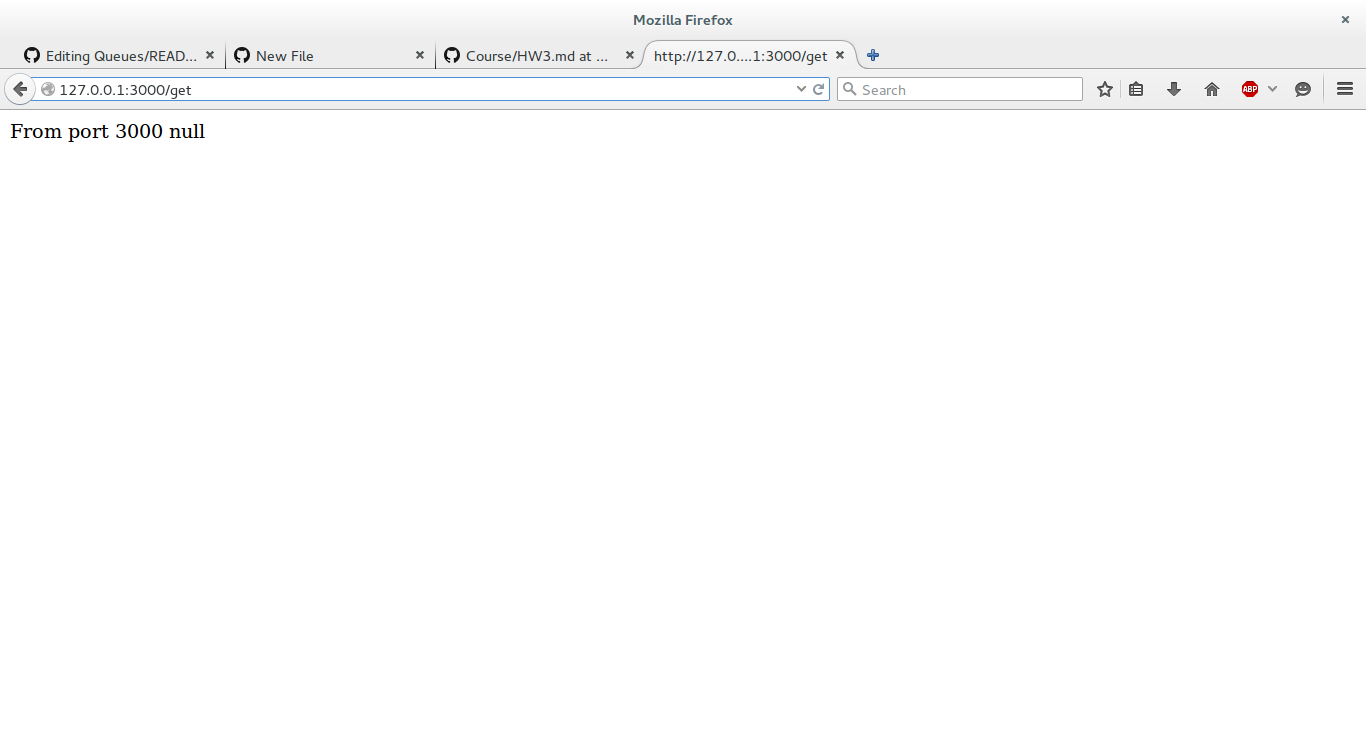 Mozilla Firefox
Editing Queues/READ...
New File
Course/HW3.md at ...
http://127.0....1:3000/get
127.0.0.1:3000/get
Search
ABP
From port 3000 null